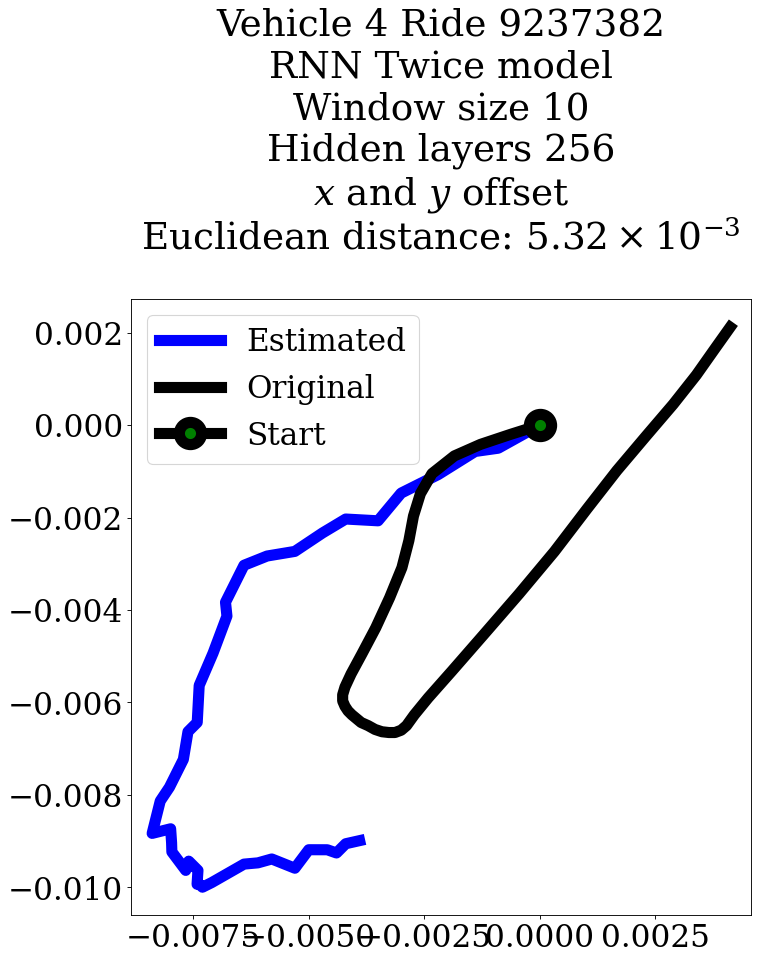 Vehicle 4 Ride 9237382
RNN Twice model
Window size 10
Hidden layers 256
x and y offset
Euclidean distance: 5.32 × 10⁻³
Estimated
Original
Start
0.002
0.000
−0.002
−0.004
−0.006
−0.008
−0.010
−0.0075 −0.0050 −0.0025 0.0000 0.0025